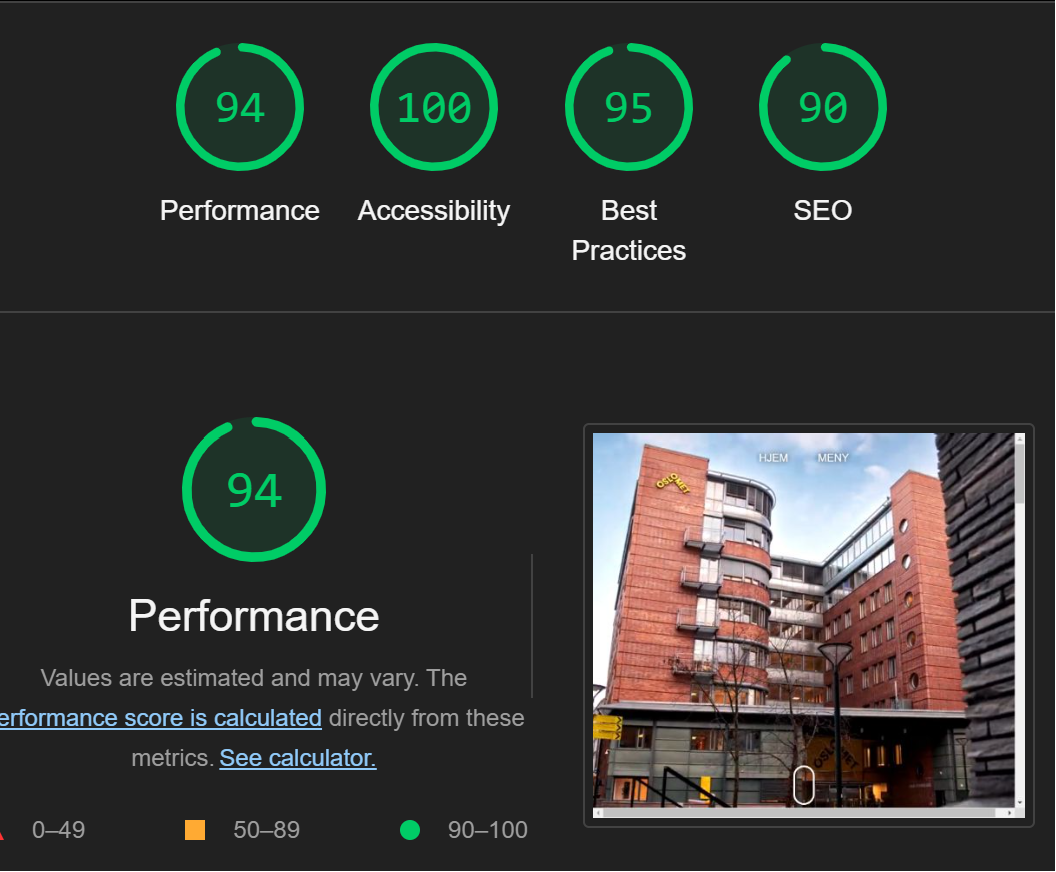 94
100
95
90
Performance
Accessibility
Best
Practices
SEO
94
Performance
Values are estimated and may vary. The
erformance score is calculated directly from these
metrics. See calculator.
0–49
50–89
90–100
HJEM MENY
OSLOMET
OSLOMET